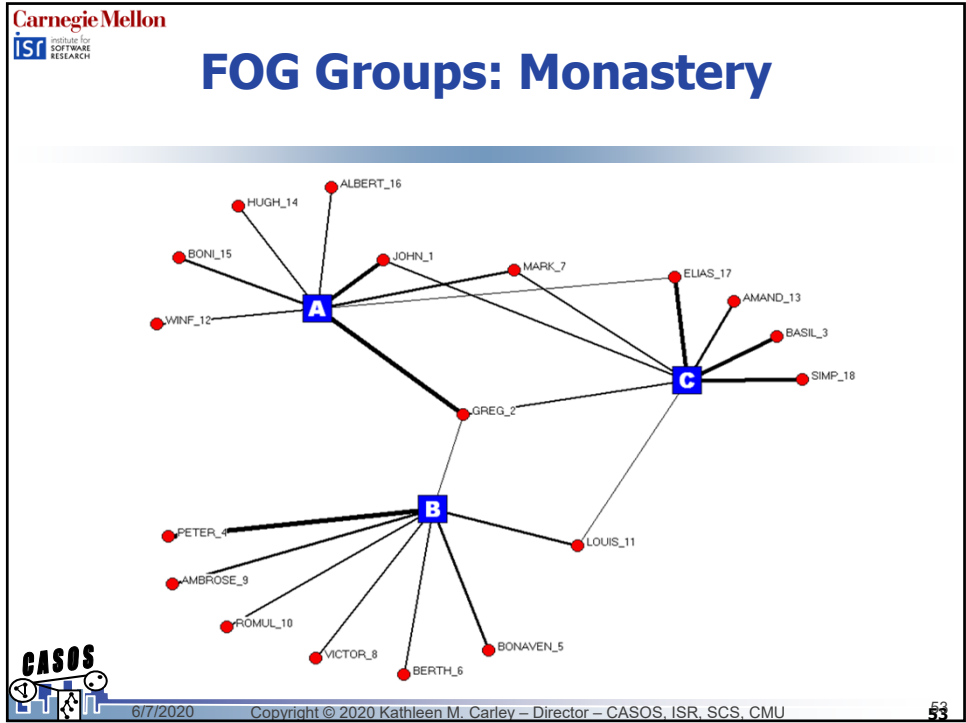 Carnegie Mellon
isr institute for
SOFTWARE
RESEARCH
FOG Groups: Monastery
ALBERT_16
HUGH_14
BONI_15
JOHN_1
MARK_7
ELIAS_17
AMAND_13
A
WINF_12
BASIL_3
C
SIMP_18
GREG_2
B
PETER_4
LOUIS_11
AMBROSE_9
ROMUL_10
VICTOR_8
BONAVEN_5
BERTH_6
CASOS
6/7/2020
Copyright © 2020 Kathleen M. Carley – Director – CASOS, ISR, SCS, CMU
53
53